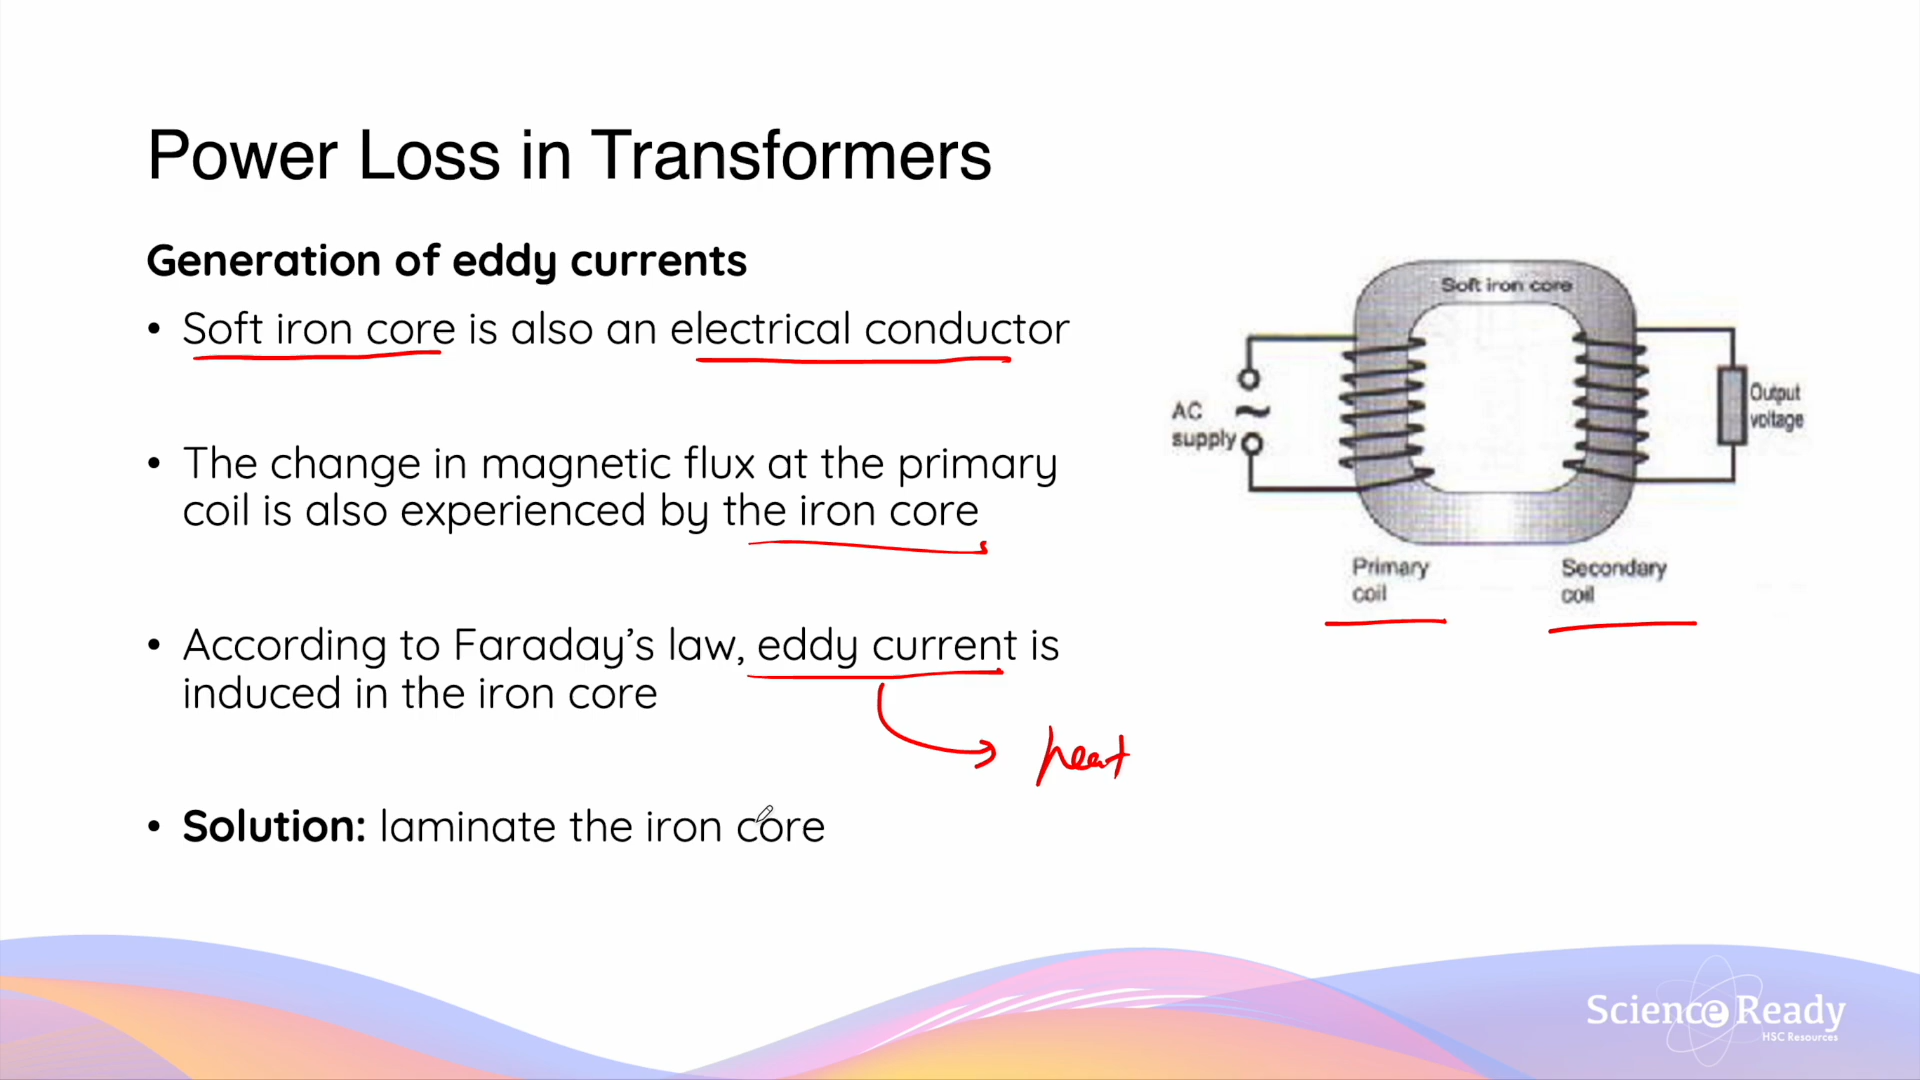 Power Loss in Transformers
Generation of eddy currents
• Soft iron core is also an electrical conductor
• The change in magnetic flux at the primary
coil is also experienced by the iron core
• According to Faraday’s law, eddy current is
induced in the iron core
heat
• Solution: laminate the iron core
Soft iron core
AC
supply
Output
voltage
Primary
coil
Secondary
coil
Science Ready
HSC Resources